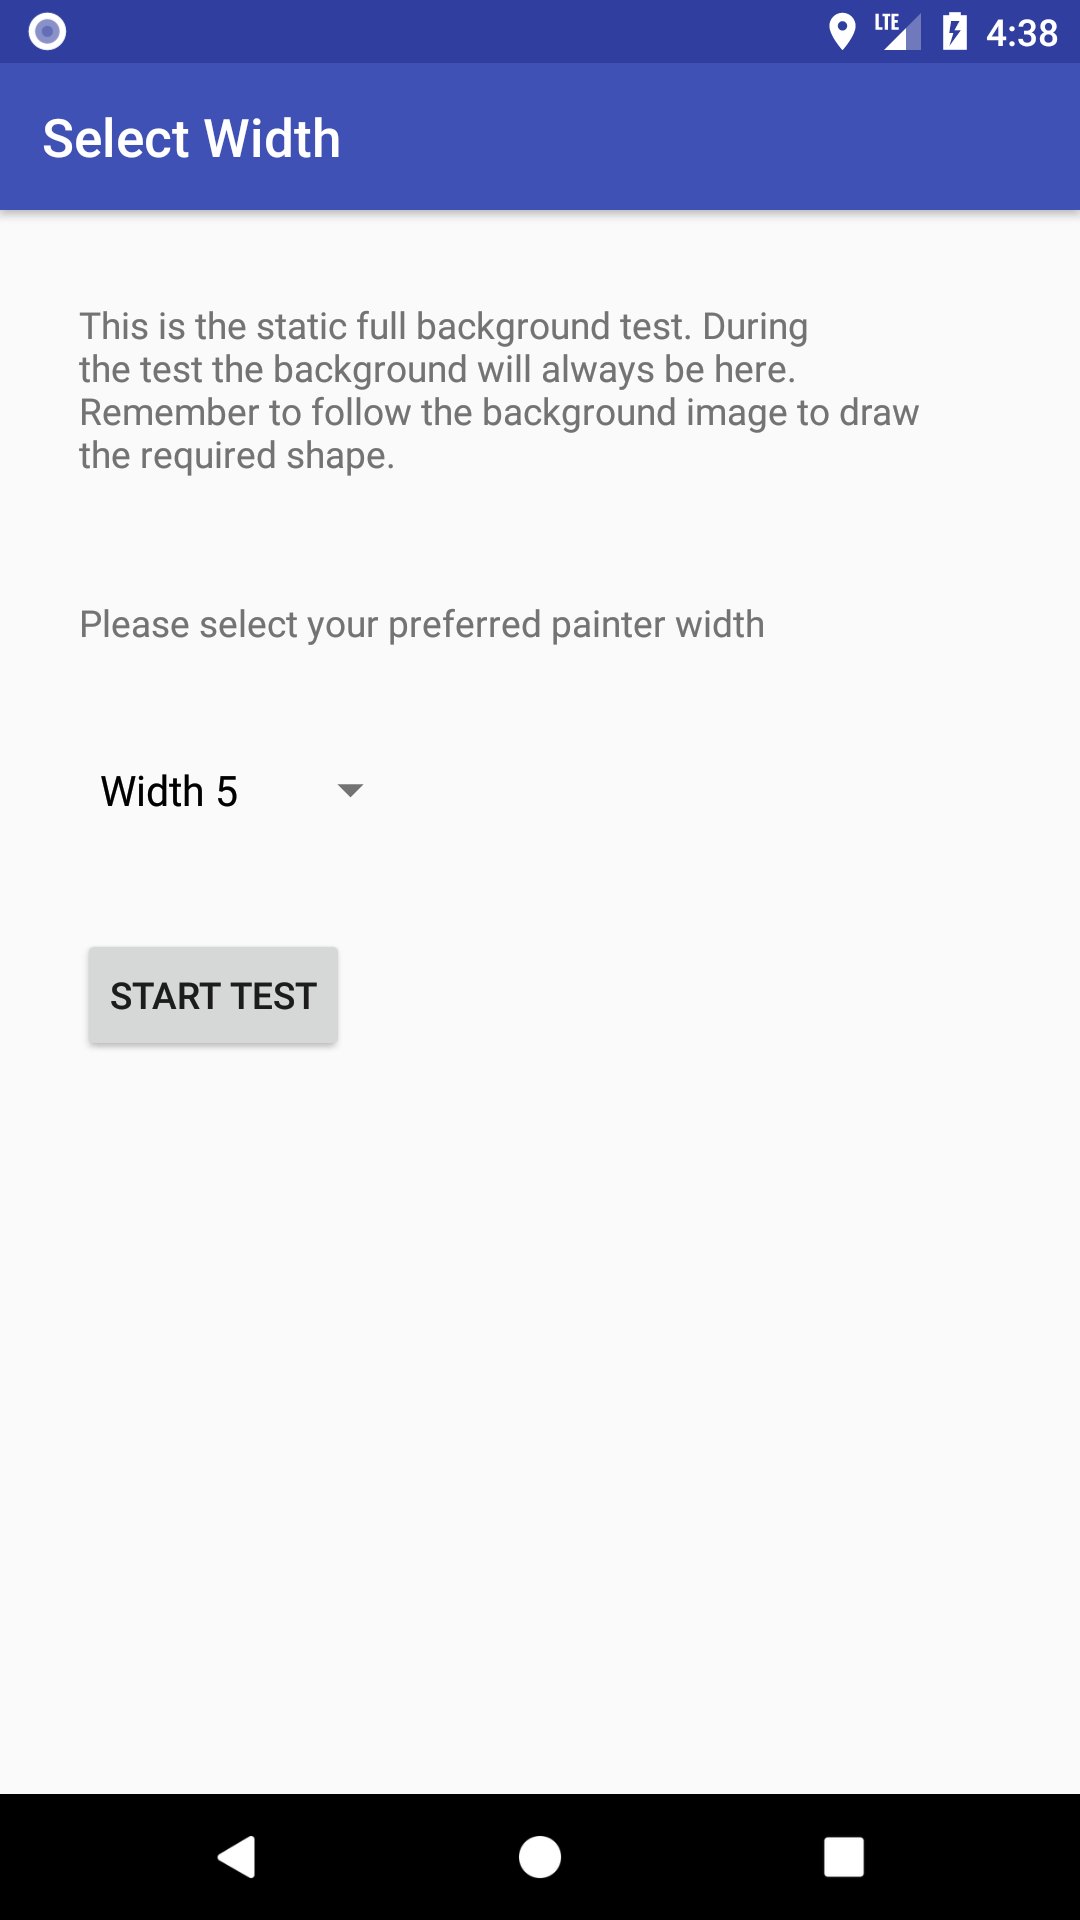 LTE 4:38
Select Width
This is the static full background test. During
the test the background will always be here.
Remember to follow the background image to draw
the required shape.
Please select your preferred painter width
Width 5
START TEST